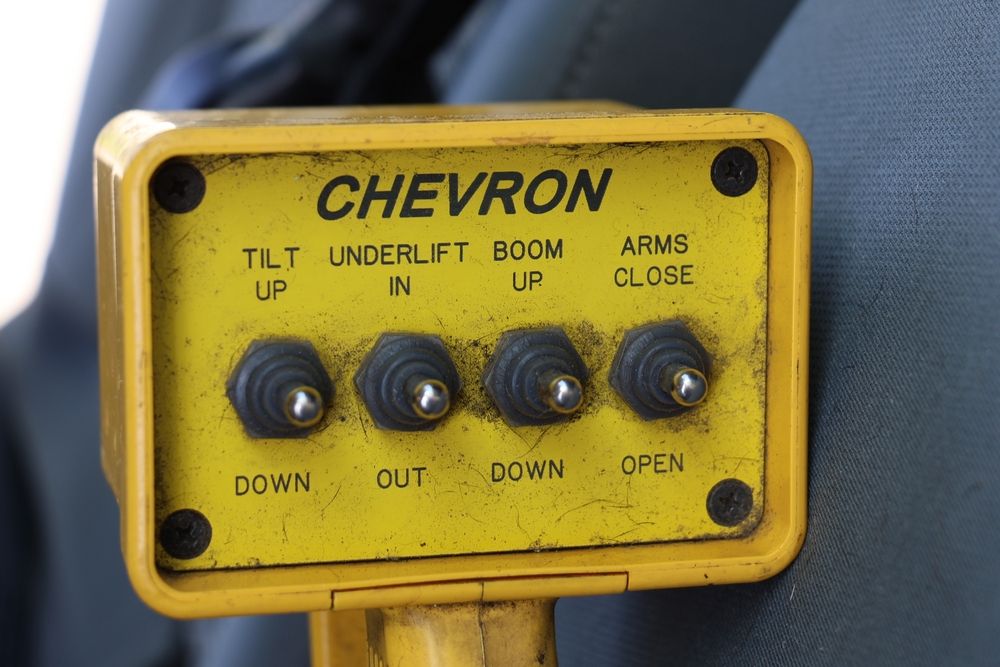 CHEVRON
TILT UNDERLIFT BOOM ARMS
UP IN UP CLOSE
DOWN OUT DOWN OPEN